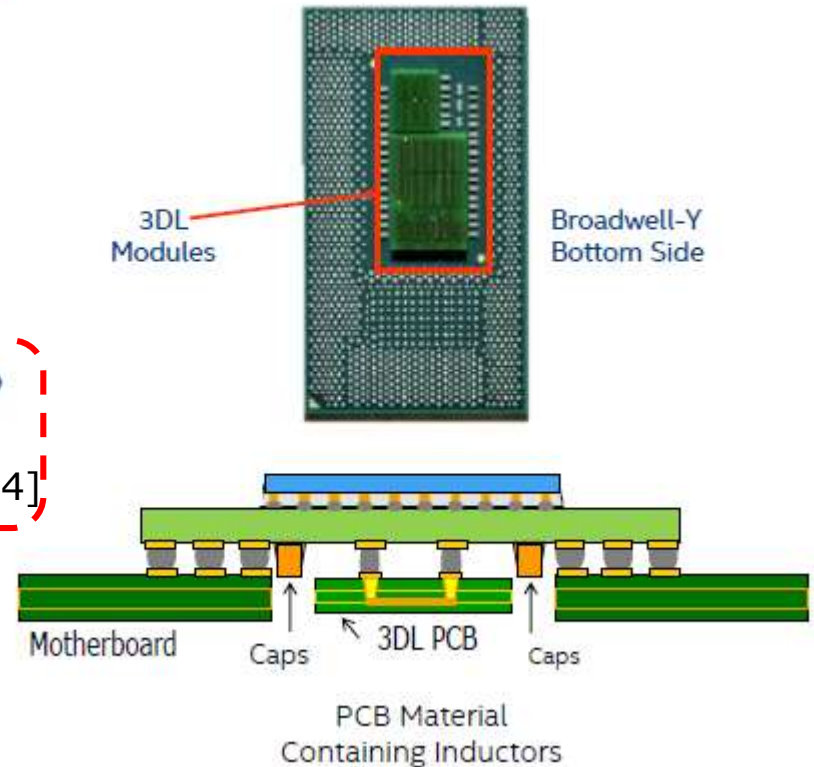 3DL
Modules
Broadwell-Y
Bottom Side
4]
Motherboard
Caps
3DL PCB
Caps
PCB Material
Containing Inductors